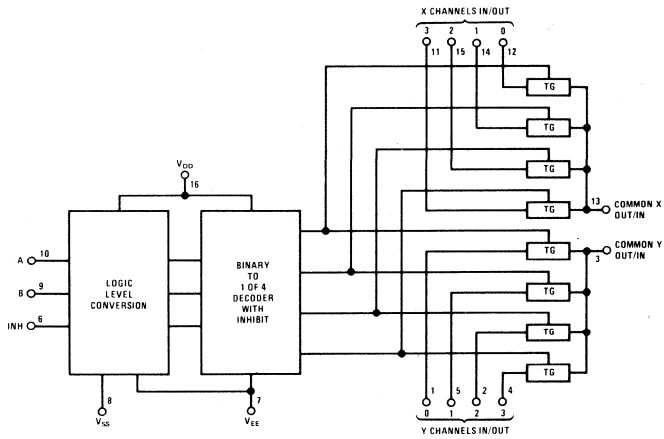 X CHANNELS IN/OUT
3 2 1 0
11 15 14 12
TG
TG
TG
TG
13 COMMON X
OUT/IN
TG
3 COMMON Y
OUT/IN
TG
TG
TG
V_DD
16
A 10
B 9
INH 6
LOGIC
LEVEL
CONVERSION
BINARY
TO
1 OF 4
DECODER
WITH
INHIBIT
8
V_SS
7
V_EE
1 5 2 4
0 1 2 3
Y CHANNELS IN/OUT